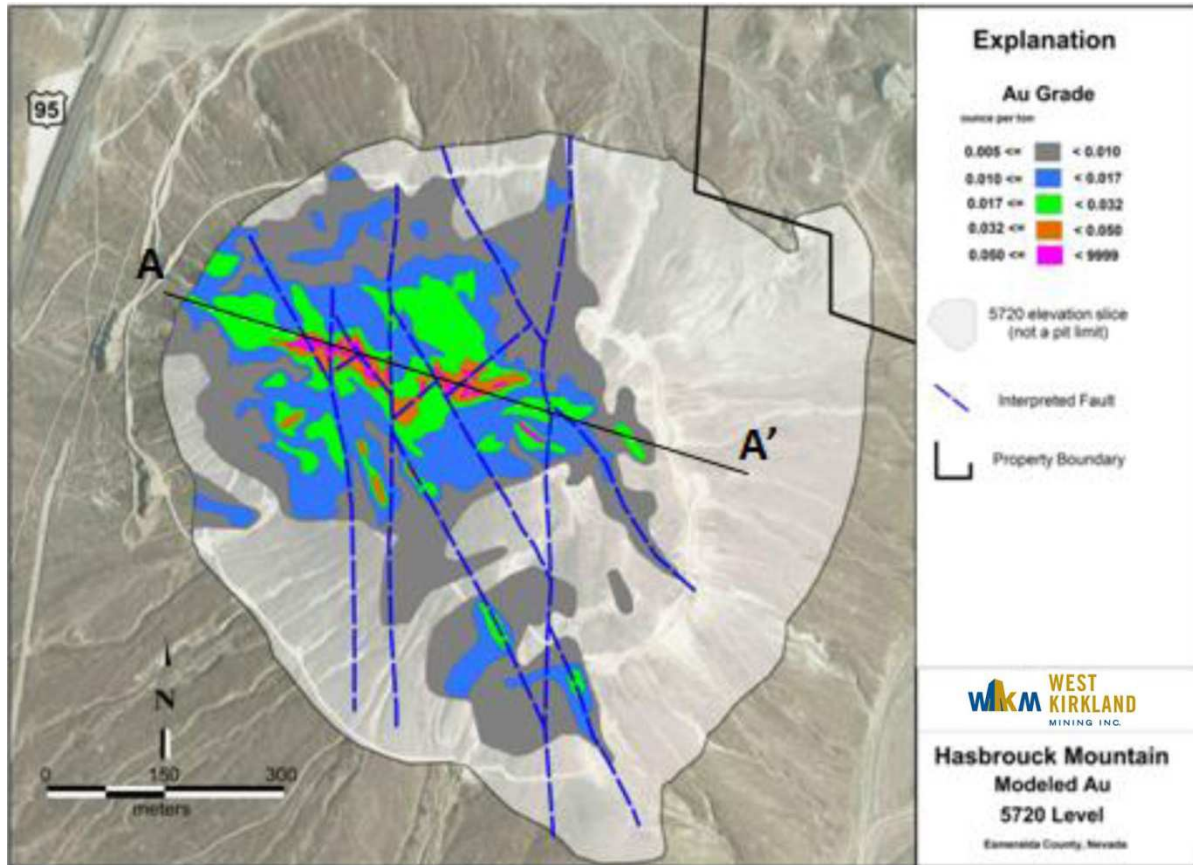 95
A
A'
N
0 150 300
meters
Explanation
Au Grade
ounce per ton
0.005 <= < 0.010
0.010 <= < 0.017
0.017 <= < 0.032
0.032 <= < 0.050
0.050 <= < 9999
5720 elevation slice
(not a pit limit)
Interpreted Fault
Property Boundary
WKM WEST
KIRKLAND
MINING INC.
Hasbrouck Mountain
Modeled Au
5720 Level
Esmeralda County, Nevada